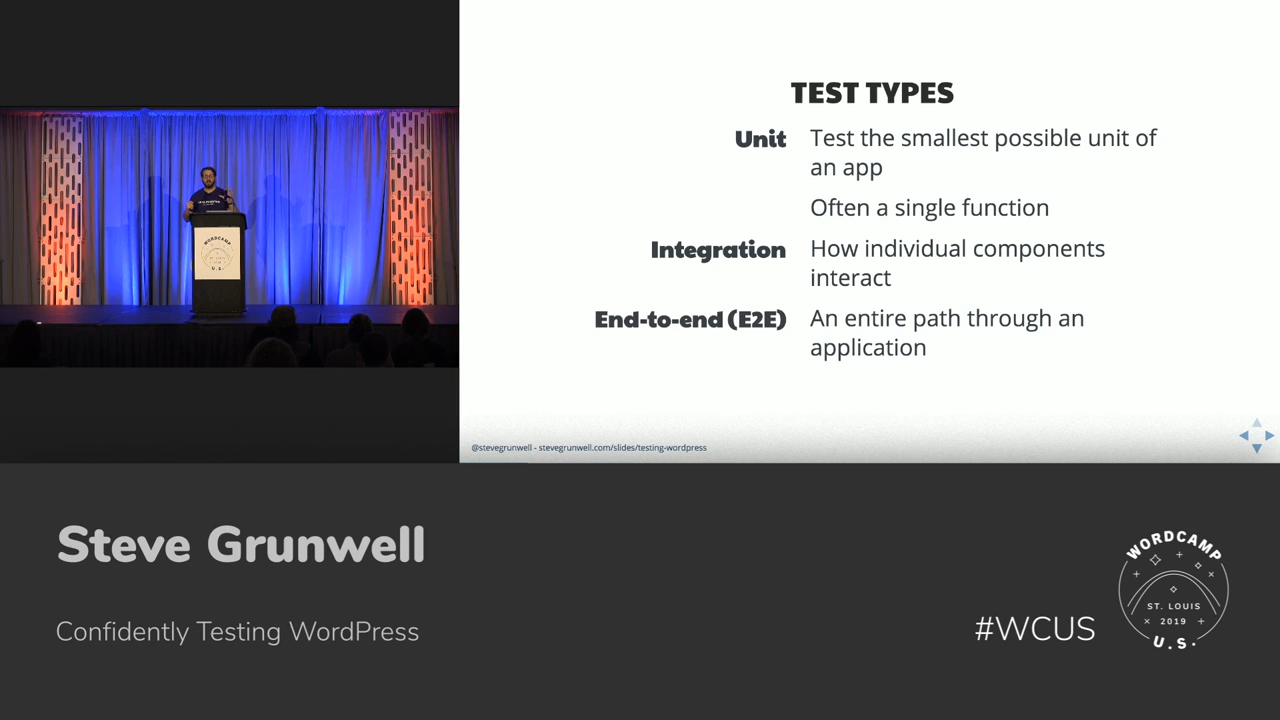 TEST TYPES
Unit Test the smallest possible unit of
an app
Often a single function
Integration How individual components
interact
End-to-end (E2E) An entire path through an
application
@stevegrunwell - stevegrunwell.com/slides/testing-wordpress
WORDCAMP
U.S.
Steve Grunwell
Confidently Testing WordPress
#WCUS
WORDCAMP
ST. LOUIS
2019
U.S.